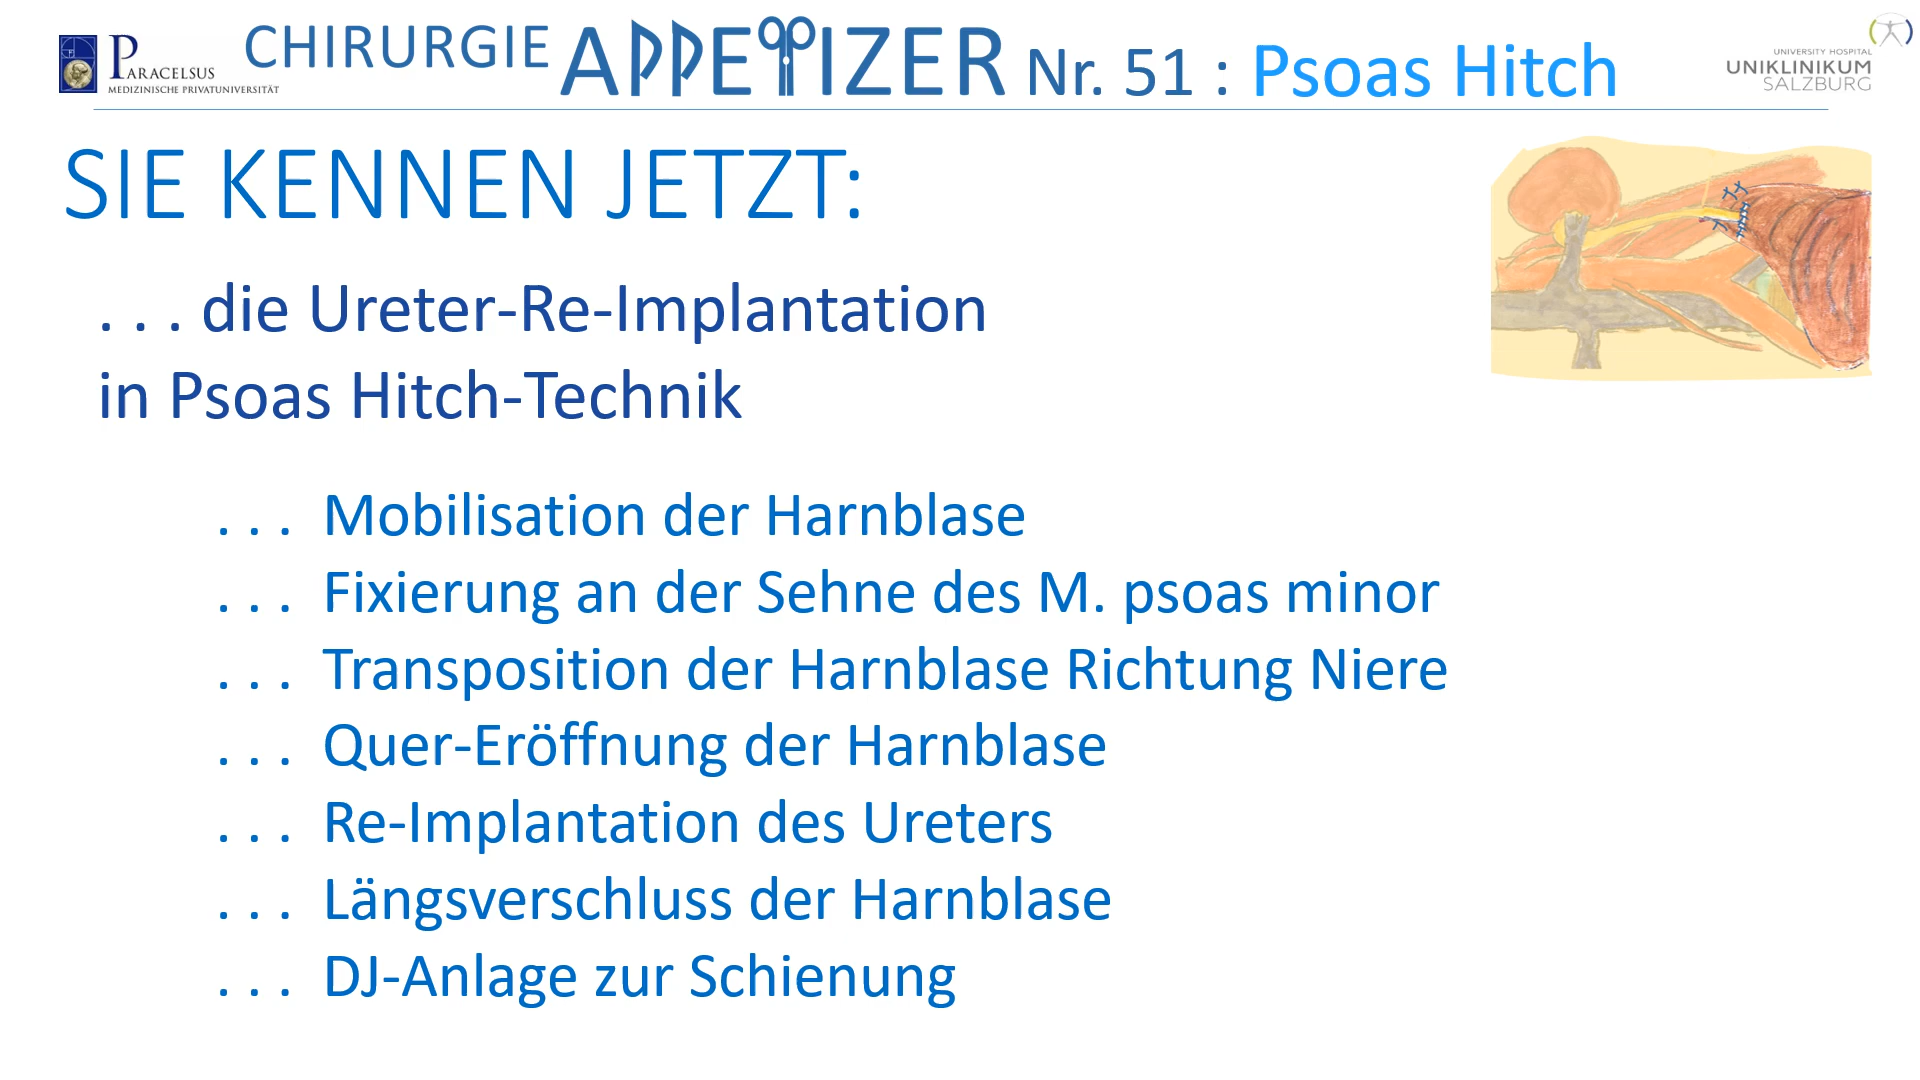 PARACELSUS
MEDIZINISCHE PRIVATUNIVERSITÄT
CHIRURGIE APPETIZER Nr. 51 : Psoas Hitch
UNIVERSITY HOSPITAL
UNIKLINIKUM
SALZBURG
SIE KENNEN JETZT:
. . . die Ureter-Re-Implantation
in Psoas Hitch-Technik
. . . Mobilisation der Harnblase
. . . Fixierung an der Sehne des M. psoas minor
. . . Transposition der Harnblase Richtung Niere
. . . Quer-Eröffnung der Harnblase
. . . Re-Implantation des Ureters
. . . Längsverschluss der Harnblase
. . . DJ-Anlage zur Schienung